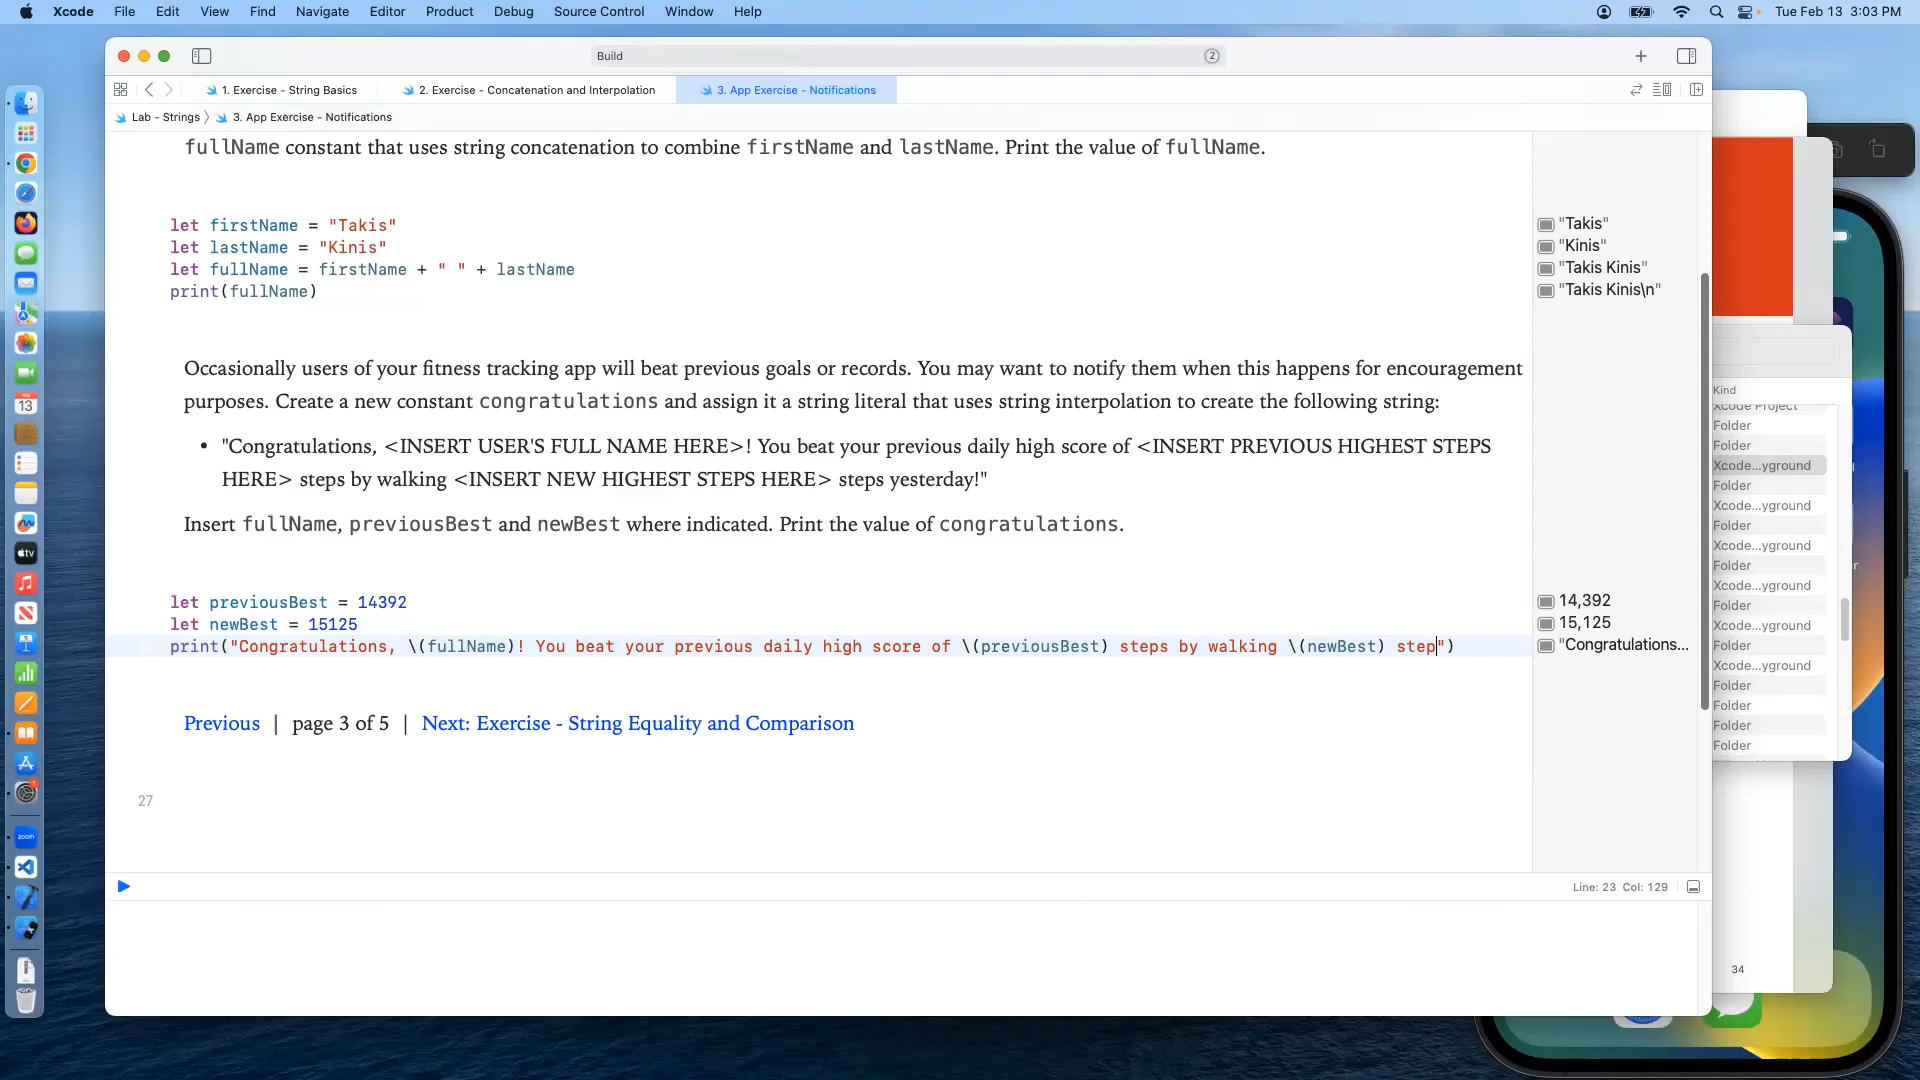 Xcode File Edit View Find Navigate Editor Product Debug Source Control Window Help Tue Feb 13 3:03 PM
Build 2
1. Exercise - String Basics 2. Exercise - Concatenation and Interpolation 3. App Exercise - Notifications
Lab - Strings 3. App Exercise - Notifications
fullName constant that uses string concatenation to combine firstName and lastName. Print the value of fullName.
let firstName = "Takis" "Takis"
let lastName = "Kinis" "Kinis"
let fullName = firstName + " " + lastName "Takis Kinis"
print(fullName) "Takis Kinis\n"
Occasionally users of your fitness tracking app will beat previous goals or records. You may want to notify them when this happens for encouragement
purposes. Create a new constant congratulations and assign it a string literal that uses string interpolation to create the following string:
• "Congratulations, <INSERT USER'S FULL NAME HERE>! You beat your previous daily high score of <INSERT PREVIOUS HIGHEST STEPS
HERE> steps by walking <INSERT NEW HIGHEST STEPS HERE> steps yesterday!"
Insert fullName, previousBest and newBest where indicated. Print the value of congratulations.
let previousBest = 14392 14,392
let newBest = 15125 15,125
print("Congratulations, \(fullName)! You beat your previous daily high score of \(previousBest) steps by walking \(newBest) step") "Congratulations...
Previous | page 3 of 5 | Next: Exercise - String Equality and Comparison
27
Line: 23 Col: 129
Kind
Xcode Project
Folder
Folder
Xcode...yground
Folder
Xcode...yground
Folder
Xcode...yground
Folder
Xcode...yground
Folder
Xcode...yground
Folder
Xcode...yground
Folder
Folder
Folder
Folder
34
13
zoom
tv